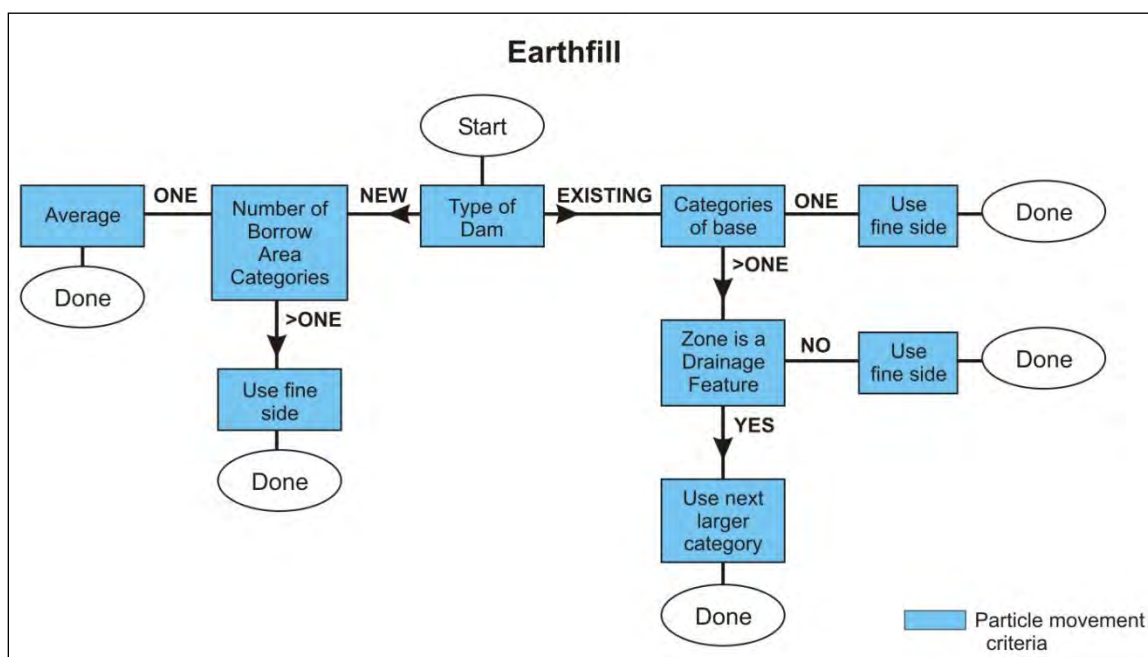 Earthfill
Start
Average
ONE
Number of
Borrow
Area
Categories
NEW
Type of
Dam
EXISTING
Categories
of base
ONE
Use
fine side
Done
Done
>ONE
Use fine
side
Done
>ONE
Zone is a
Drainage
Feature
NO
Use
fine side
Done
YES
Use next
larger
category
Done
Particle movement
criteria